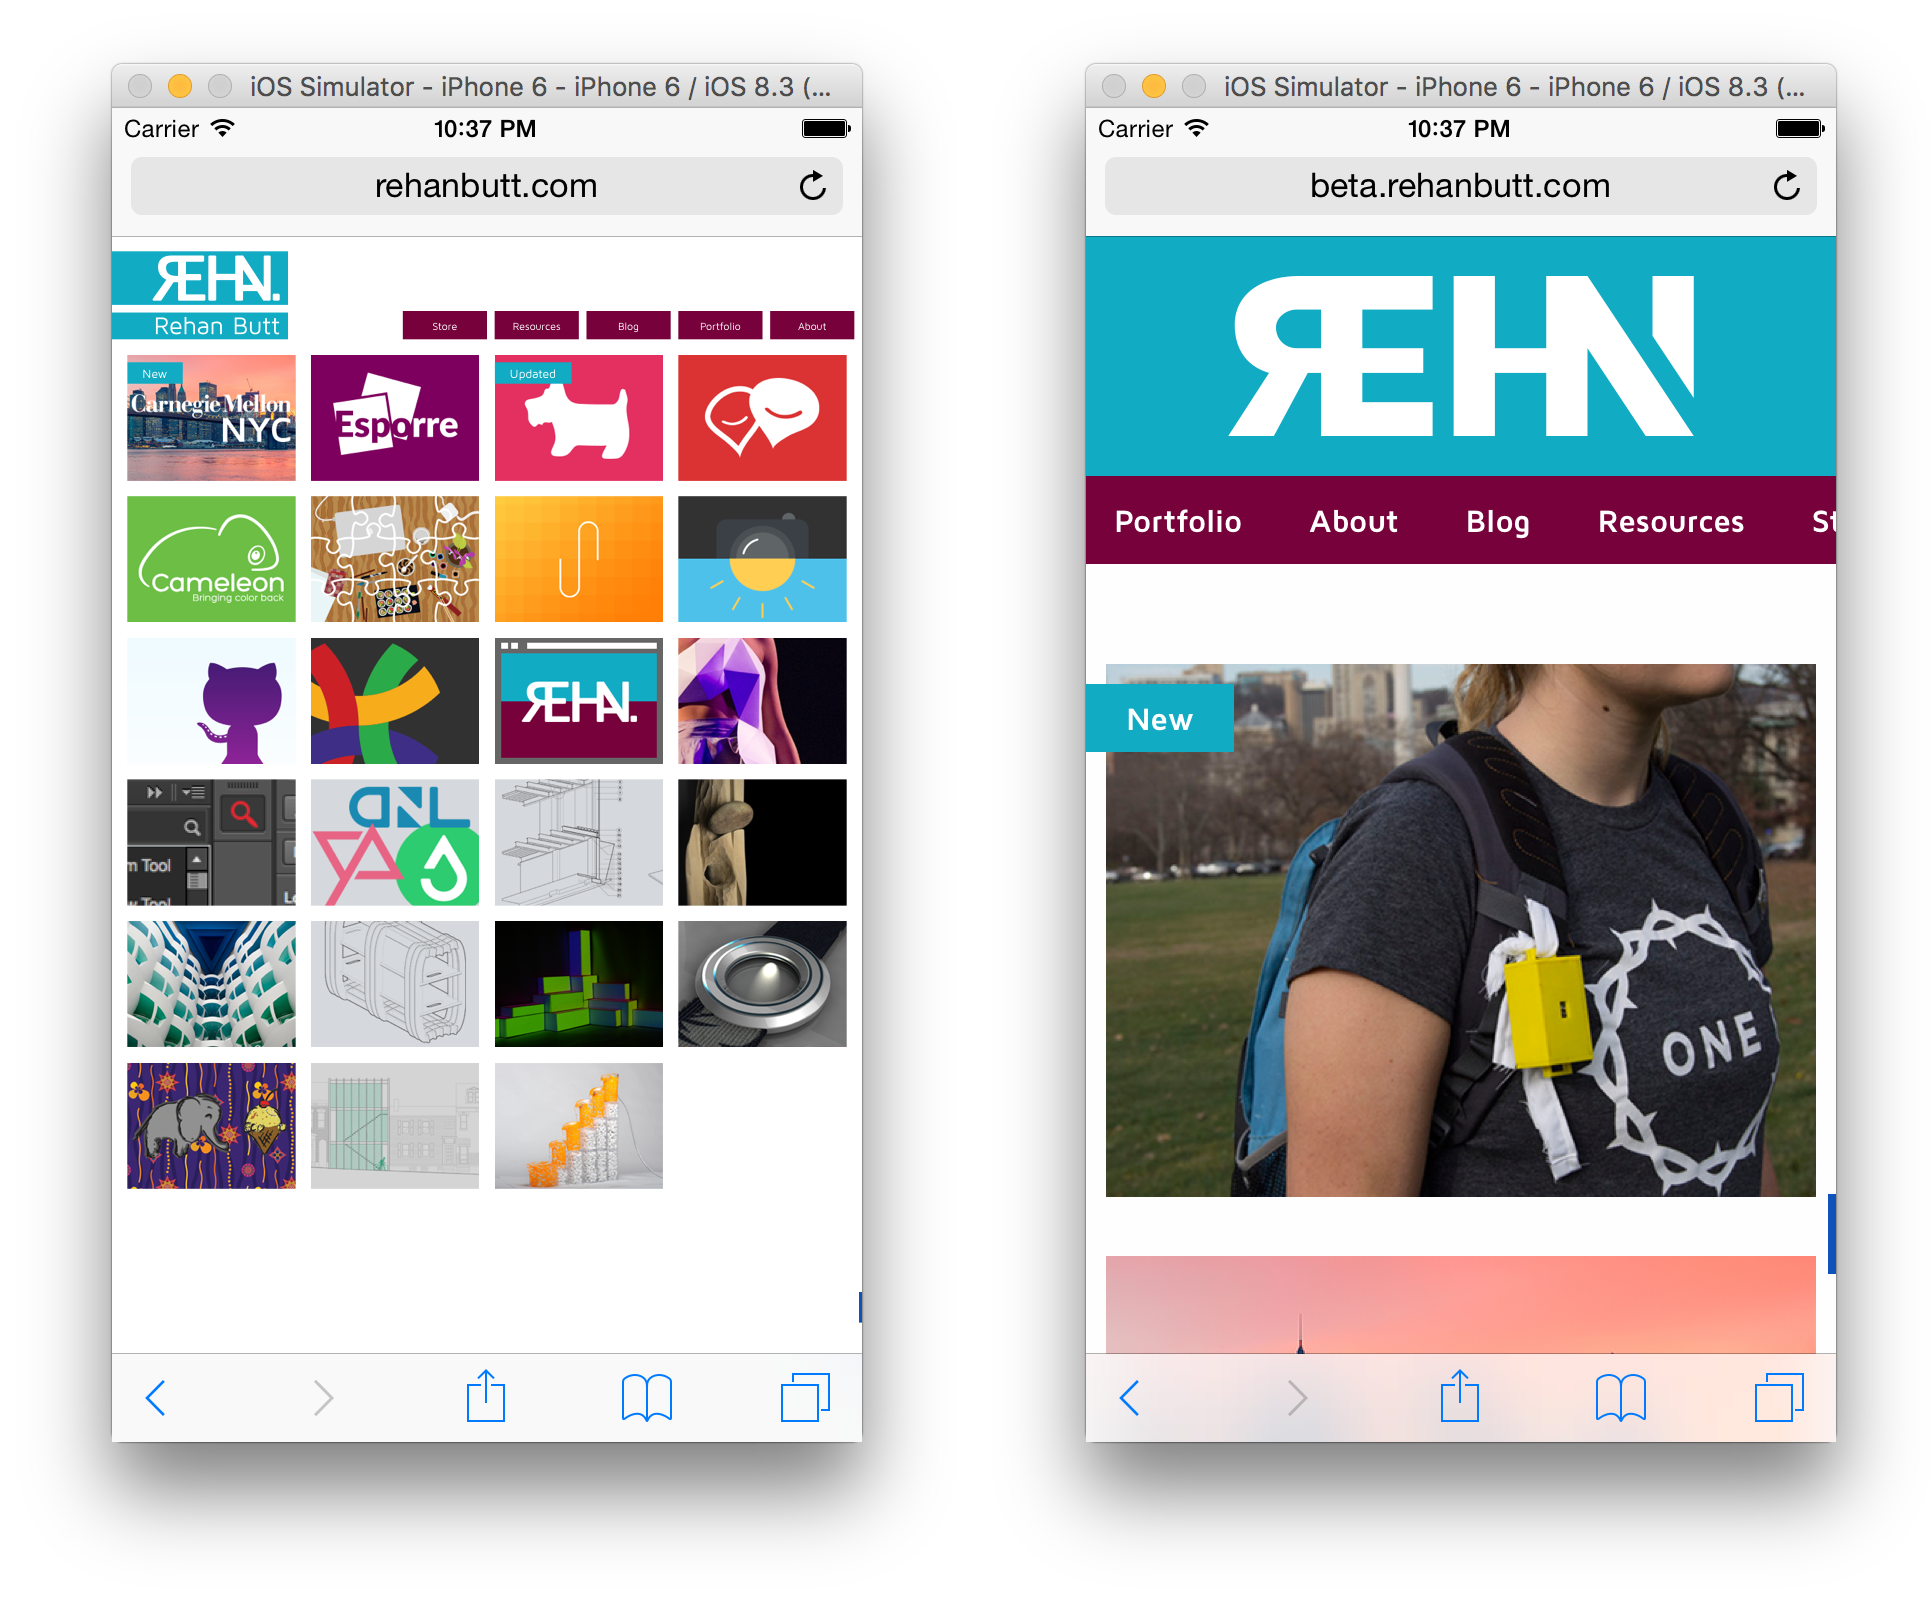 iOS Simulator - iPhone 6 - iPhone 6 / iOS 8.3 (...
Carrier
10:37 PM
rehanbutt.com
REHN.
Rehan Butt
Store
Resources
Blog
Portfolio
About
New
Carnegie Mellon
NYC
Esporre
Updated
Cameleon
Bringing color back
REHN.
m Tool
w Tool
iOS Simulator - iPhone 6 - iPhone 6 / iOS 8.3 (...
Carrier
10:37 PM
beta.rehanbutt.com
REHN
Portfolio
About
Blog
Resources
St
New
ONE